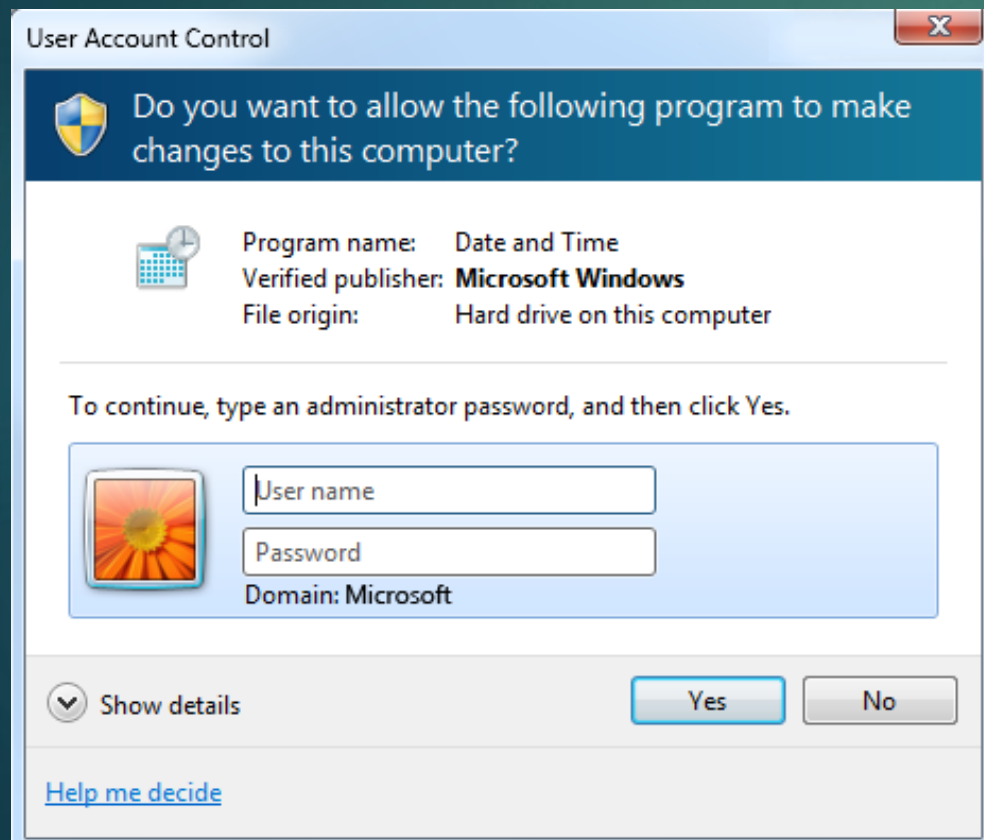 User Account Control
Do you want to allow the following program to make
changes to this computer?
Program name: Date and Time
Verified publisher: Microsoft Windows
File origin: Hard drive on this computer
To continue, type an administrator password, and then click Yes.
User name
Password
Domain: Microsoft
Show details
Yes
No
Help me decide